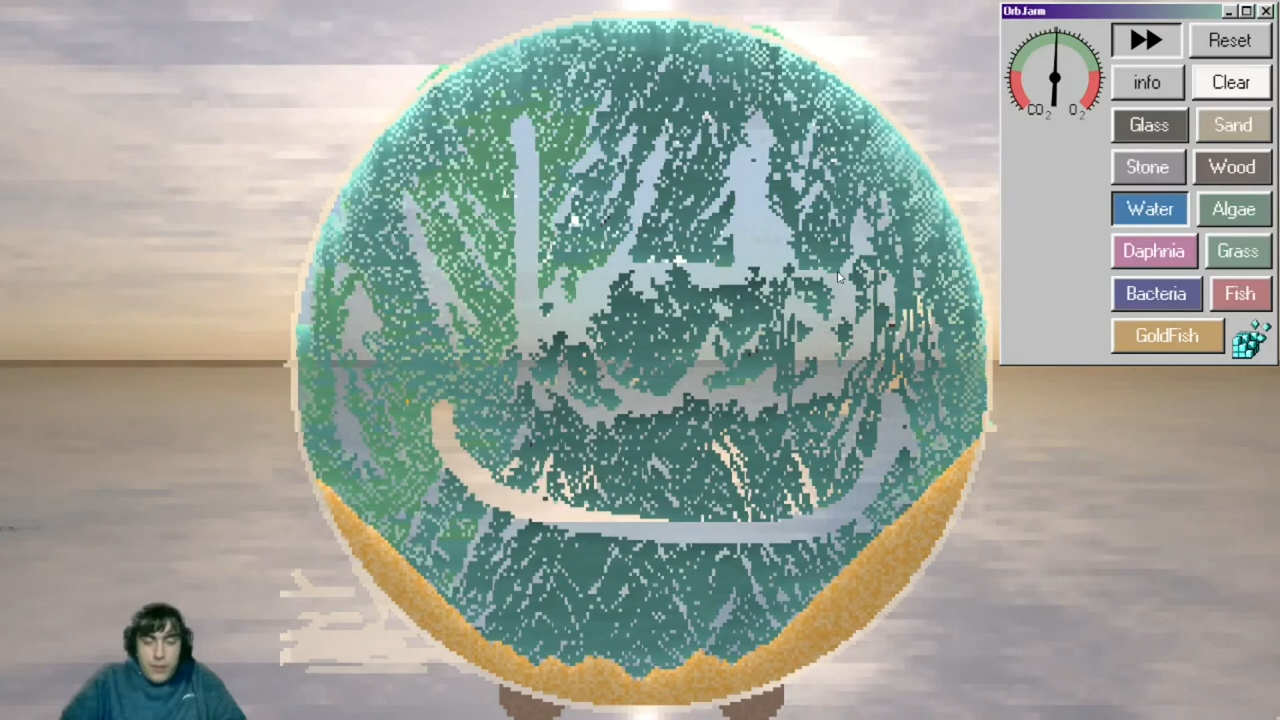 OrbJarm
Reset
info
Clear
CO2 O2
Glass
Sand
Stone
Wood
Water
Algae
Daphnia
Grass
Bacteria
Fish
GoldFish